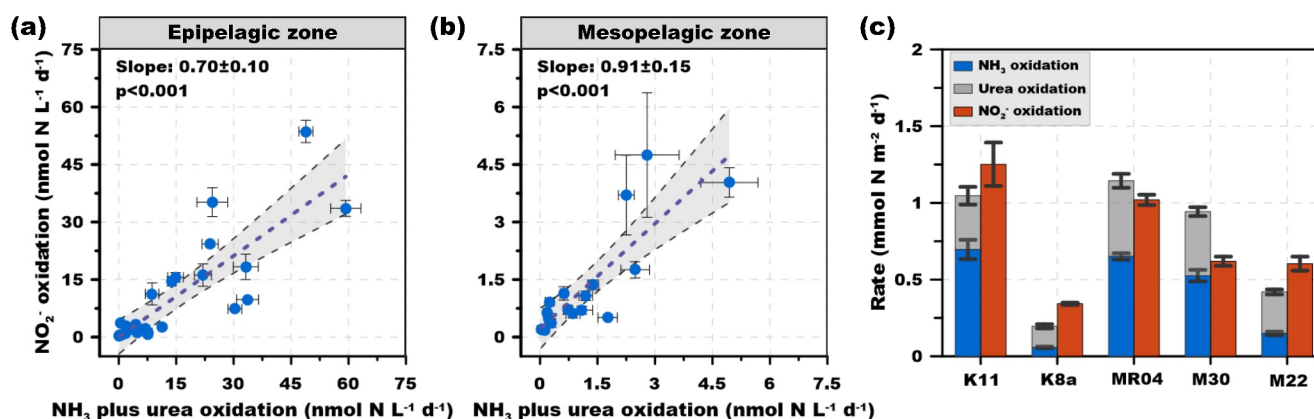 (a)
Epipelagic zone
Slope: 0.70±0.10
p<0.001
75
60
45
30
15
0
NO₂⁻ oxidation (nmol N L⁻¹ d⁻¹)
0 15 30 45 60 75
NH₃ plus urea oxidation (nmol N L⁻¹ d⁻¹)
(b)
Mesopelagic zone
Slope: 0.91±0.15
p<0.001
7.5
6
4.5
3
1.5
0
0 1.5 3 4.5 6 7.5
NH₃ plus urea oxidation (nmol N L⁻¹ d⁻¹)
(c)
NH₃ oxidation
Urea oxidation
NO₂⁻ oxidation
2
1.5
1
0.5
0
Rate (mmol N m⁻² d⁻¹)
K11 K8a MR04 M30 M22